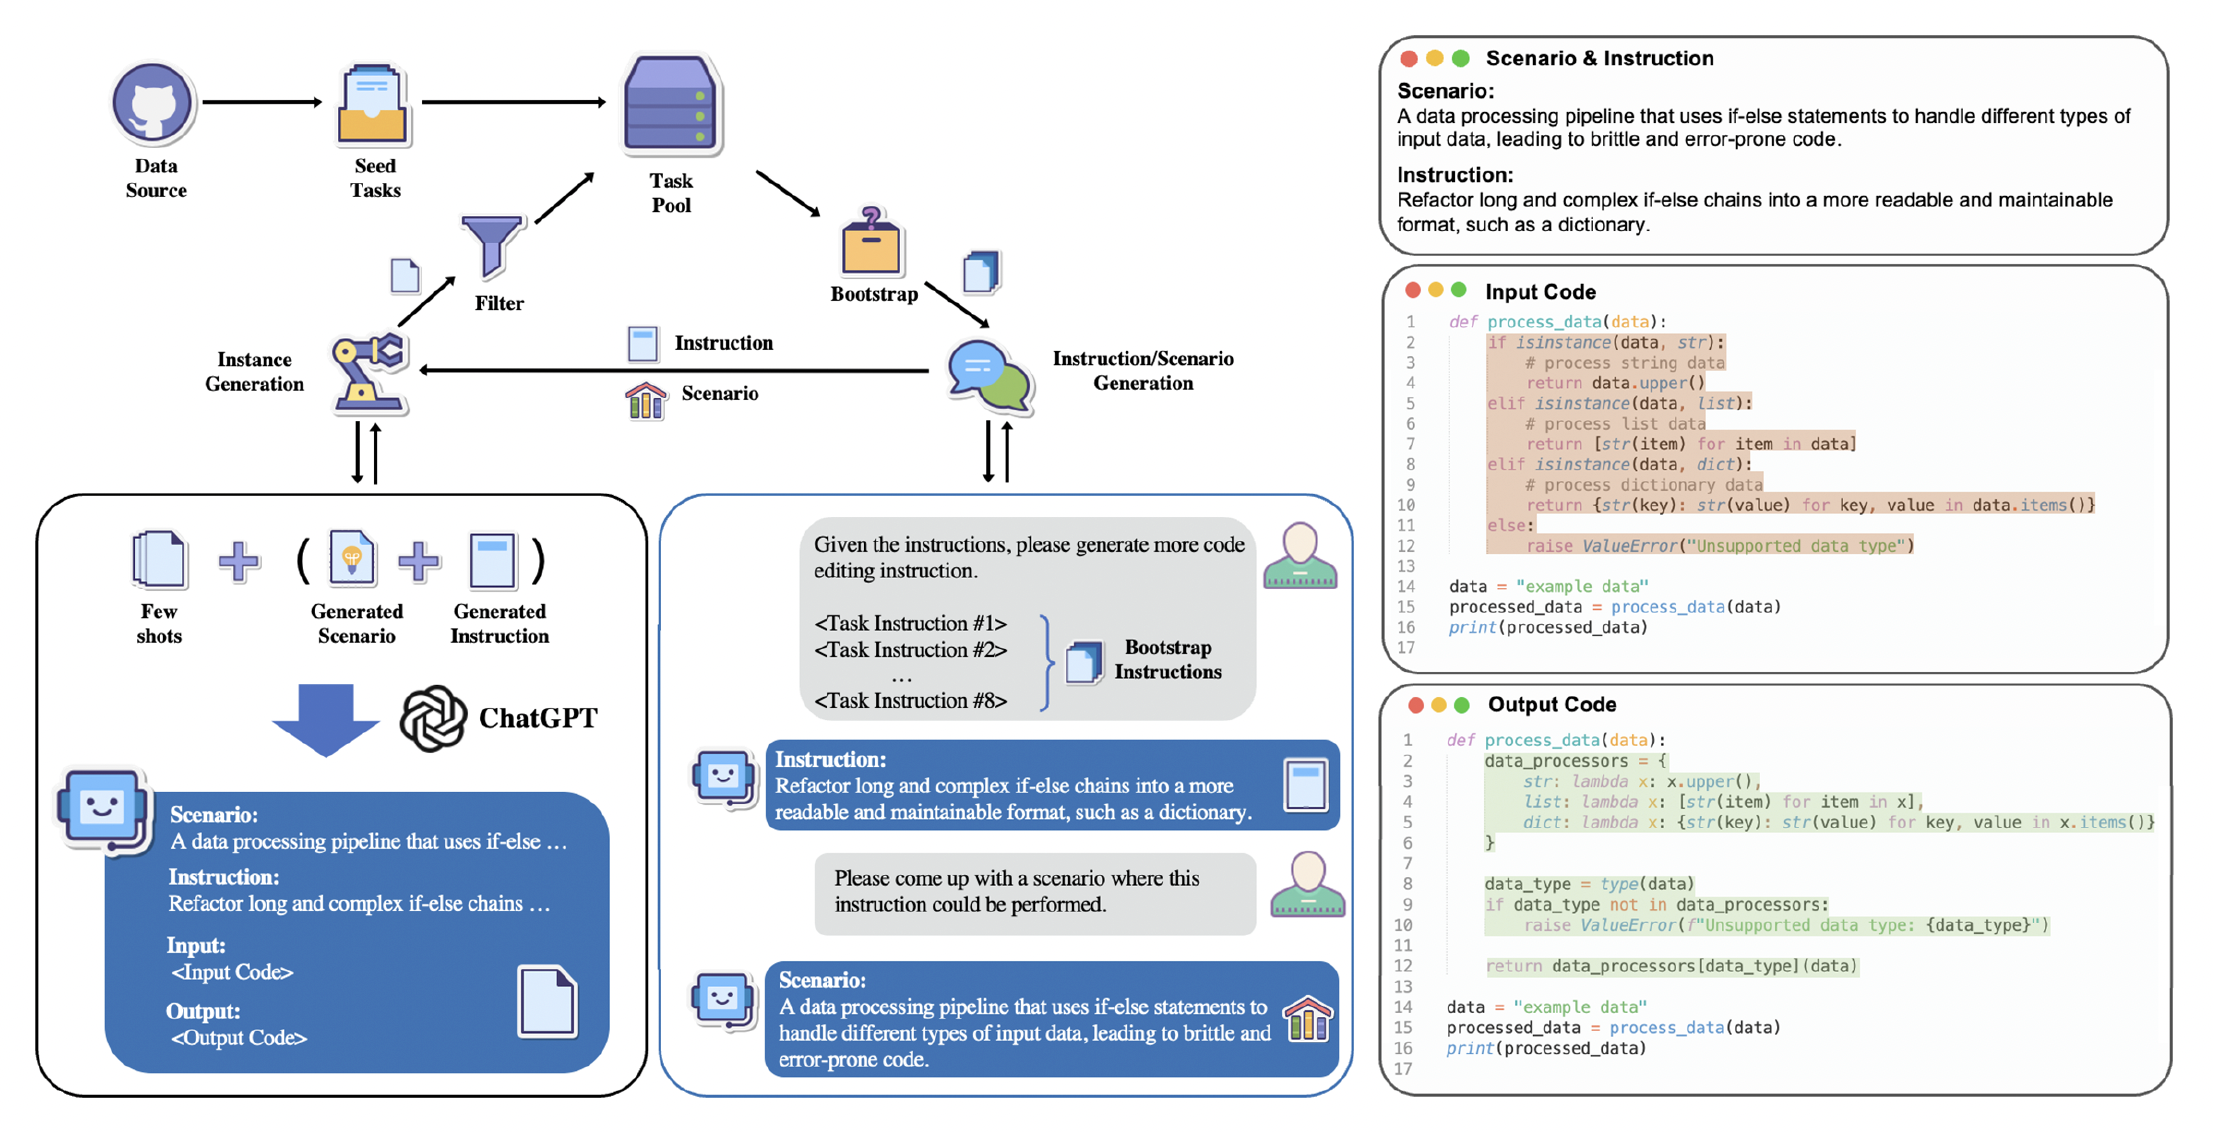 Data
Source
Seed
Tasks
Task
Pool
Filter
Bootstrap
Instance
Generation
Instruction
Scenario
Instruction/Scenario
Generation
Few
shots
(
Generated
Scenario
Generated
Instruction
)
ChatGPT
Scenario:
A data processing pipeline that uses if-else ...
Instruction:
Refactor long and complex if-else chains ...
Input:
<Input Code>
Output:
<Output Code>
Given the instructions, please generate more code
editing instruction.
<Task Instruction #1>
<Task Instruction #2>
...
<Task Instruction #8>
Bootstrap
Instructions
Instruction:
Refactor long and complex if-else chains into a more
readable and maintainable format, such as a dictionary.
Please come up with a scenario where this
instruction could be performed.
Scenario:
A data processing pipeline that uses if-else statements to
handle different types of input data, leading to brittle and
error-prone code.
Scenario & Instruction
Scenario:
A data processing pipeline that uses if-else statements to handle different types of
input data, leading to brittle and error-prone code.
Instruction:
Refactor long and complex if-else chains into a more readable and maintainable
format, such as a dictionary.
Input Code
1 def process_data(data):
2 if isinstance(data, str):
3 # process string data
4 return data.upper()
5 elif isinstance(data, list):
6 # process list data
7 return [str(item) for item in data]
8 elif isinstance(data, dict):
9 # process dictionary data
10 return {str(key): str(value) for key, value in data.items()}
11 else:
12 raise ValueError("Unsupported data type")
13
14 data = "example data"
15 processed_data = process_data(data)
16 print(processed_data)
17
Output Code
1 def process_data(data):
2 data_processors = {
3 str: lambda x: x.upper(),
4 list: lambda x: [str(item) for item in x],
5 dict: lambda x: {str(key): str(value) for key, value in x.items()}
6 }
7
8 data_type = type(data)
9 if data_type not in data_processors:
10 raise ValueError(f"Unsupported data type: {data_type}")
11
12 return data_processors[data_type](data)
13
14 data = "example data"
15 processed_data = process_data(data)
16 print(processed_data)
17